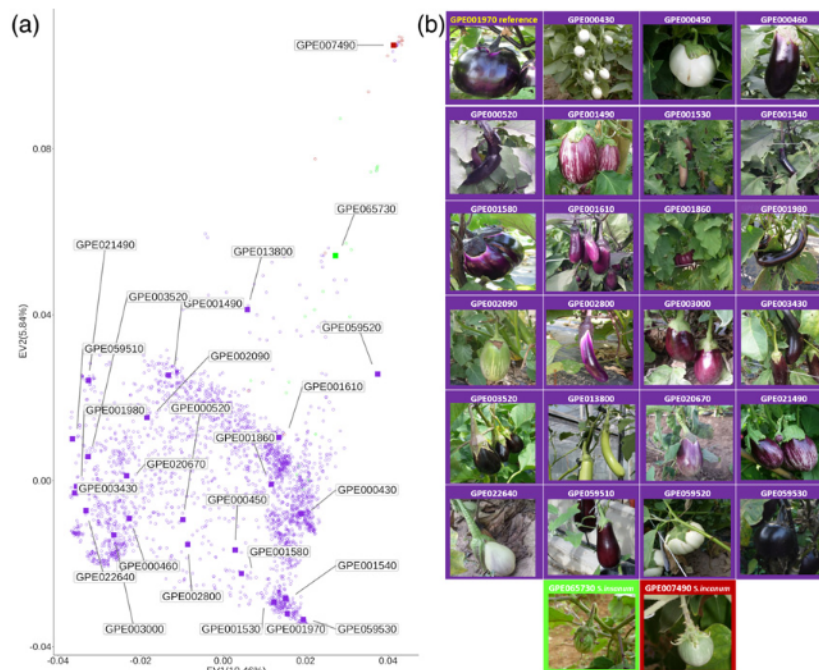 (a)
GPE007490
0.08
GPE065730
GPE021490
GPE013800
GPE003520
0.04
GPE001490
GPE059520
GPE059510
GPE002090
GPE001610
GPE000520
GPE001980
GPE001860
GPE020670
0.00
GPE003430
GPE000450
GPE000430
GPE001580
GPE001540
GPE022640
GPE000460
GPE002800
GPE003000
GPE001530
GPE001970
GPE059530
-0.04
-0.04
-0.02
0.00
0.02
0.04
EV2(5.84%)
(b)
GPE001970 reference
GPE000430
GPE000450
GPE000460
GPE000520
GPE001490
GPE001530
GPE001540
GPE001580
GPE001610
GPE001860
GPE001980
GPE002090
GPE002800
GPE003000
GPE003430
GPE003520
GPE013800
GPE020670
GPE021490
GPE022640
GPE059510
GPE059520
GPE059530
GPE065730 S. incanum
GPE007490 S. incanum